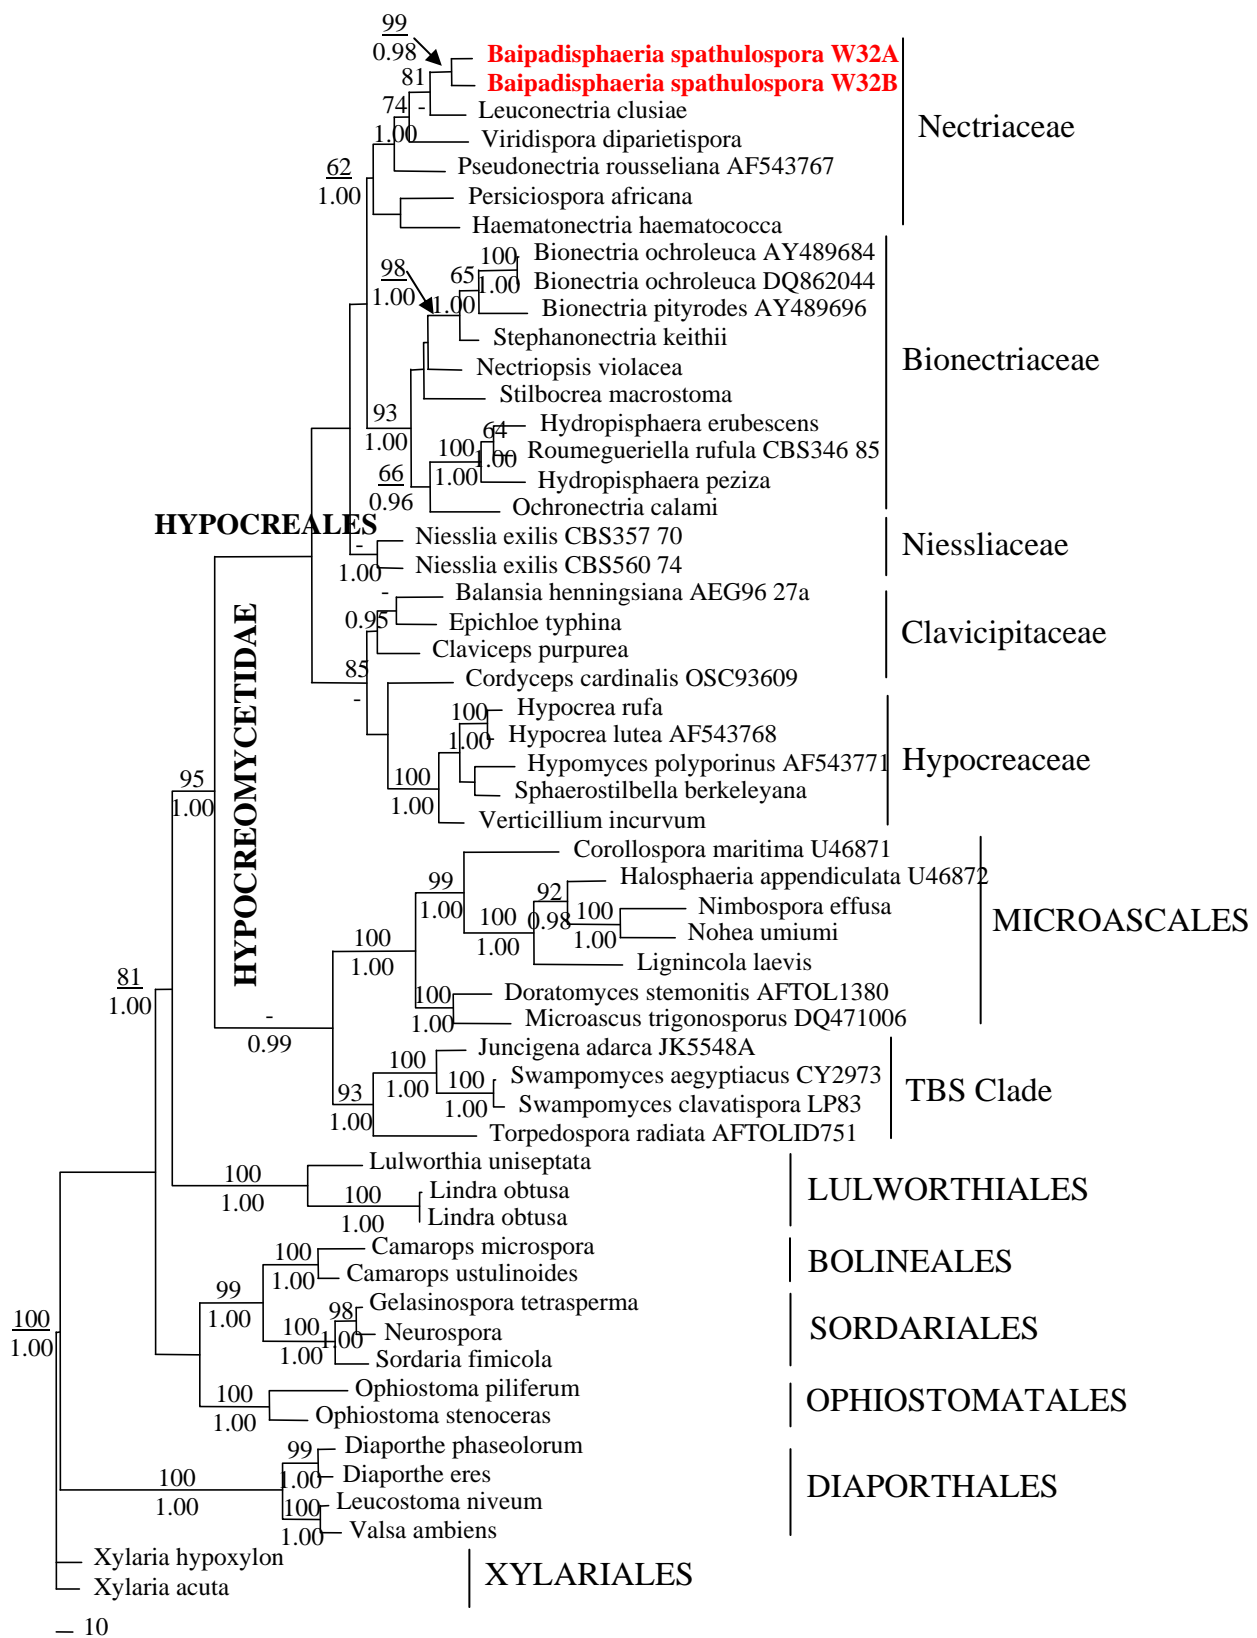 99
0.98
Baipadisphaeria spathulospora W32A
Baipadisphaeria spathulospora W32B
81
-
Leuconectria clusiae
Nectriaceae
74
1.00
Viridispora diparietispora
Pseudonectria rousseliana AF543767
62
1.00
Persiciospora africana
Haematonectria haematococca
Bionectria ochroleuca AY489684
100
1.00
98
1.00
65
1.00
Bionectria ochroleuca DQ862044
Bionectria pityrodes AY489696
Stephanonectria keithii
Bionectriaceae
Nectriopsis violacea
Stilbocrea macrostoma
93
1.00
Hydropisphaera erubescens
64
1.00
Roumegueriella rufula CBS346 85
100
1.00
Hydropisphaera peziza
66
0.96
Ochronectria calami
HYPOCREALES
Niesslia exilis CBS357 70
-
1.00
Niessliaceae
Niesslia exilis CBS560 74
-
0.95
Balansia henningsiana AEG96 27a
Epichloe typhina
Clavicipitaceae
Claviceps purpurea
HYPOCREOMYCETIDAE
85
-
Cordyceps cardinalis OSC93609
Hypocrea rufa
100
1.00
Hypocrea lutea AF543768
Hypomyces polyporinus AF543771
Hypocreaceae
100
1.00
Sphaerostilbella berkeleyana
Verticillium incurvum
95
1.00
Corollospora maritima U46871
99
1.00
Halosphaeria appendiculata U46872
92
0.98
Nimbospora effusa
100
1.00
100
1.00
Nohea umiumi
MICROASCALES
100
1.00
Lignincola laevis
81
1.00
Doratomyces stemonitis AFTOL1380
100
1.00
Microascus trigonosporus DQ471006
-
0.99
Juncigena adarca JK5548A
100
1.00
Swampomyces aegyptiacus CY2973
100
1.00
TBS Clade
93
1.00
Swampomyces clavatispora LP83
Torpedospora radiata AFTOLID751
Lulworthia uniseptata
100
1.00
Lindra obtusa
LULWORTHIALES
100
1.00
Lindra obtusa
Camarops microspora
100
1.00
BOLINEALES
Camarops ustulinoides
99
1.00
Gelasinospora tetrasperma
98
1.00
Neurospora
SORDARIALES
100
1.00
Sordaria fimicola
100
1.00
Ophiostoma piliferum
100
1.00
OPHIOSTOMATALES
Ophiostoma stenoceras
Diaporthe phaseolorum
99
1.00
Diaporthe eres
DIAPORTHALES
100
1.00
Leucostoma niveum
100
1.00
Valsa ambiens
Xylaria hypoxylon
XYLARIALES
Xylaria acuta
10